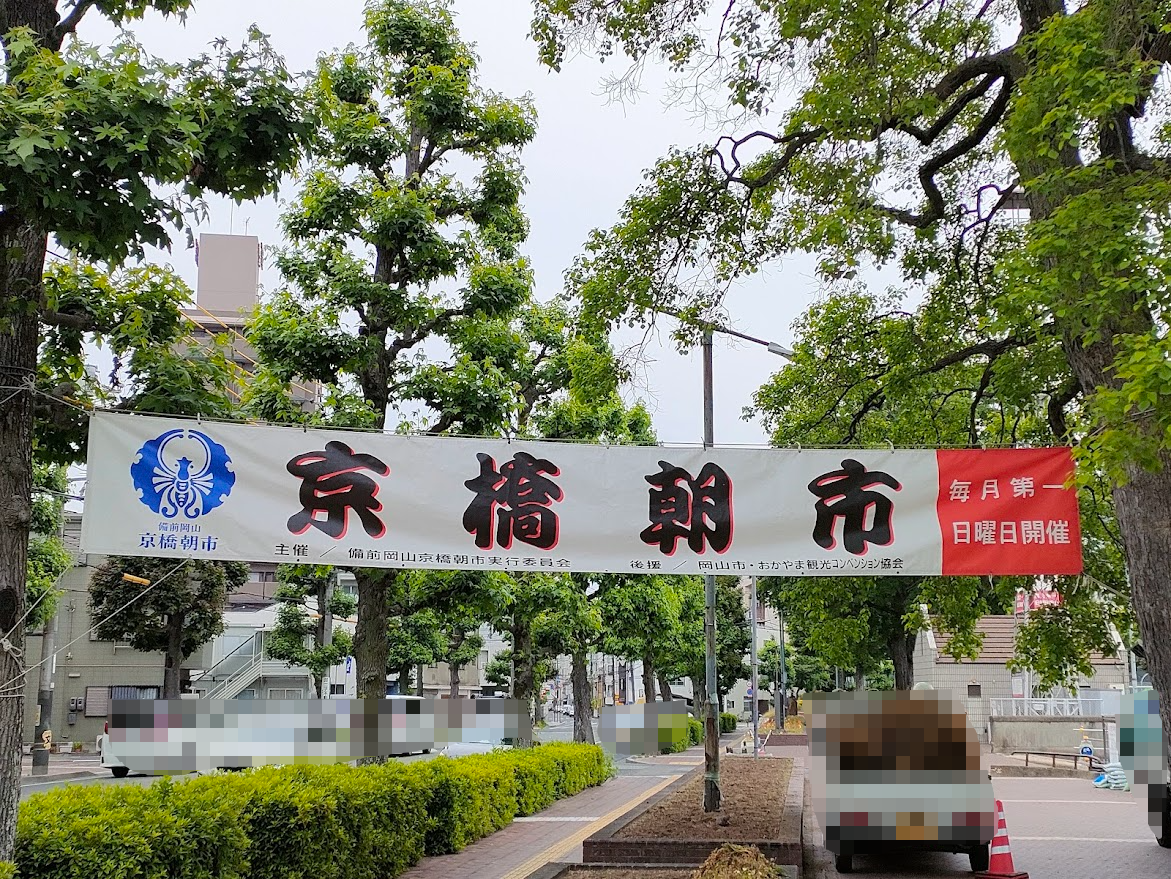 京橋朝市
備前岡山
京橋朝市
主催 ／ 備前岡山京橋朝市実行委員会
後援 ／ 岡山市・おかやま観光コンベンション協会
毎月第一
日曜日開催